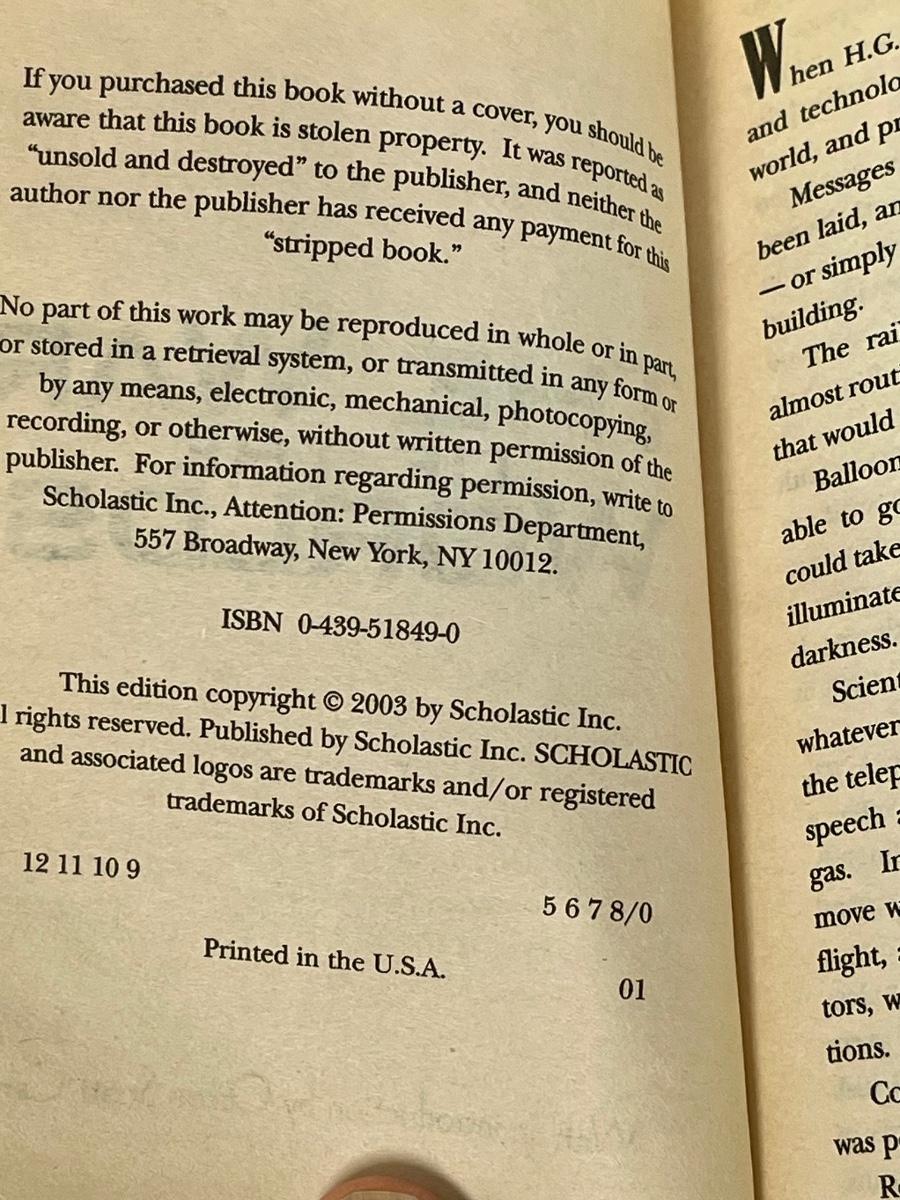 If you purchased this book without a cover, you should be
aware that this book is stolen property. It was reported as
“unsold and destroyed” to the publisher, and neither the
author nor the publisher has received any payment for this
“stripped book.”
No part of this work may be reproduced in whole or in part,
or stored in a retrieval system, or transmitted in any form or
by any means, electronic, mechanical, photocopying,
recording, or otherwise, without written permission of the
publisher. For information regarding permission, write to
Scholastic Inc., Attention: Permissions Department,
557 Broadway, New York, NY 10012.
ISBN 0-439-51849-0
This edition copyright © 2003 by Scholastic Inc.
l rights reserved. Published by Scholastic Inc. SCHOLASTIC
and associated logos are trademarks and/or registered
trademarks of Scholastic Inc.
12 11 10 9
5 6 7 8/0
Printed in the U.S.A.
01
When H.G.
and technolo
world, and pr
Messages
been laid, an
— or simply
building.
The rai
almost rout
that would
Balloon
able to go
could take
illuminate
darkness.
Scient
whatever
the telep
speech a
gas. In
move w
flight, a
tors, w
tions.
Co
was p
R